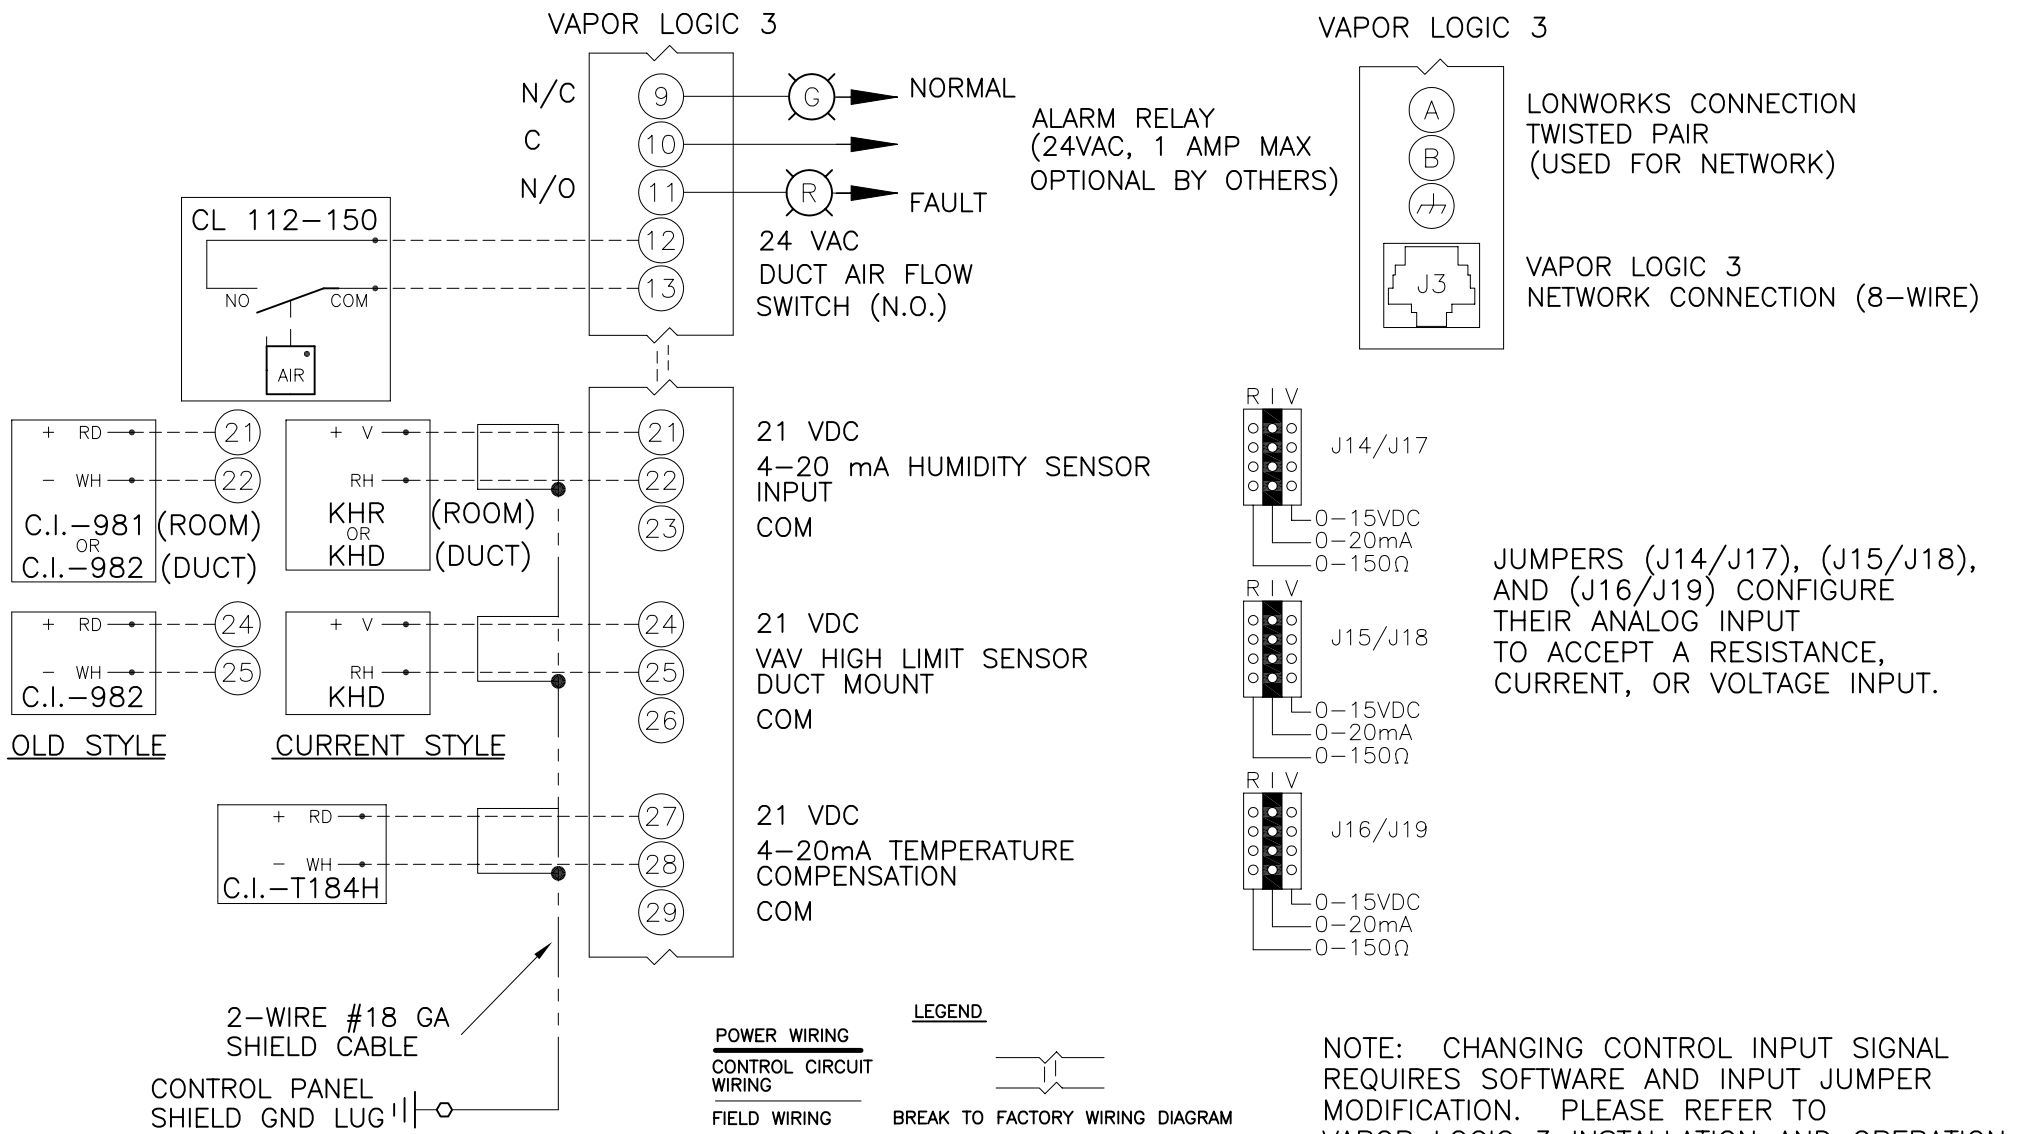 VAPOR LOGIC 3
N/C
9
G
NORMAL
C
10
N/O
11
R
FAULT
ALARM RELAY
(24VAC, 1 AMP MAX
OPTIONAL BY OTHERS)
CL 112-150
NO
COM
AIR
12
13
24 VAC
DUCT AIR FLOW
SWITCH (N.O.)
VAPOR LOGIC 3
A
B
LONWORKS CONNECTION
TWISTED PAIR
(USED FOR NETWORK)
J3
VAPOR LOGIC 3
NETWORK CONNECTION (8-WIRE)
+ RD
21
- WH
22
C.I.-981 (ROOM)
OR
C.I.-982 (DUCT)
+ V
RH
KHR (ROOM)
OR
KHD (DUCT)
21
22
23
21 VDC
4-20 mA HUMIDITY SENSOR
INPUT
COM
+ RD
24
- WH
25
C.I.-982
OLD STYLE
+ V
RH
KHD
CURRENT STYLE
24
25
26
21 VDC
VAV HIGH LIMIT SENSOR
DUCT MOUNT
COM
+ RD
- WH
C.I.-T184H
27
28
29
21 VDC
4-20mA TEMPERATURE
COMPENSATION
COM
R I V
J14/J17
0-15VDC
0-20mA
0-150Ω
R I V
J15/J18
0-15VDC
0-20mA
0-150Ω
R I V
J16/J19
0-15VDC
0-20mA
0-150Ω
JUMPERS (J14/J17), (J15/J18),
AND (J16/J19) CONFIGURE
THEIR ANALOG INPUT
TO ACCEPT A RESISTANCE,
CURRENT, OR VOLTAGE INPUT.
2-WIRE #18 GA
SHIELD CABLE
CONTROL PANEL
SHIELD GND LUG
LEGEND
POWER WIRING
CONTROL CIRCUIT
WIRING
FIELD WIRING
BREAK TO FACTORY WIRING DIAGRAM
NOTE: CHANGING CONTROL INPUT SIGNAL
REQUIRES SOFTWARE AND INPUT JUMPER
MODIFICATION. PLEASE REFER TO
VAPOR LOGIC 3 INSTALLATION AND OPERATION